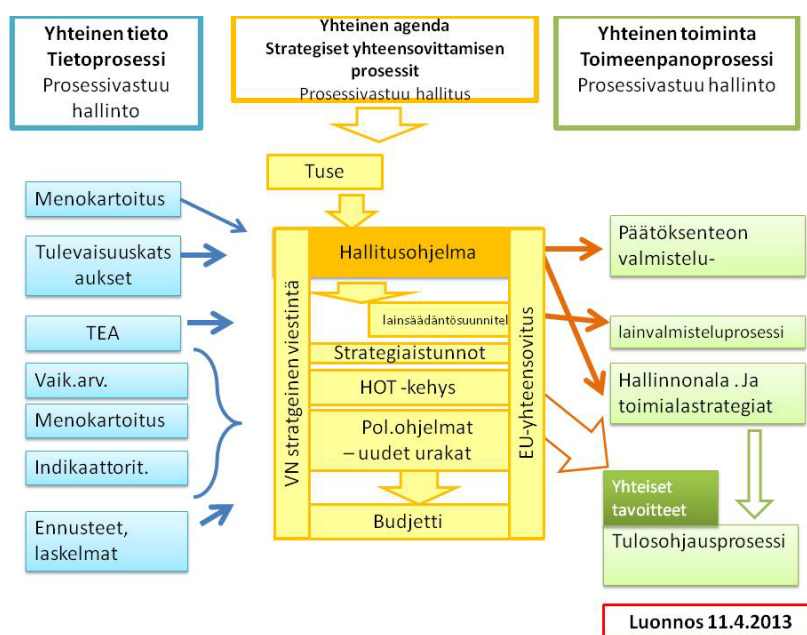 Yhteinen tieto
Tietoprosessi
Prosessivastuu
hallinto
Yhteinen agenda
Strategiset yhteensovittamisen
prosessit
Prosessivastuu hallitus
Yhteinen toiminta
Toimeenpanoprosessi
Prosessivastuu hallinto
Tuse
Menokartoitus
Tulevaisuuskats
aukset
TEA
Vaik.arv.
Menokartoitus
Indikaattorit.
Ennusteet,
laskelmat
VN stratgeinen viestintä
Hallitusohjelma
lainsäädäntösuunnitel
Strategiaistunnot
HOT -kehys
Pol.ohjelmat
– uudet urakat
Budjetti
EU-yhteensovitus
Päätöksenteon
valmistelu-
lainvalmisteluprosessi
Hallinnonala . Ja
toimialastrategiat
Yhteiset
tavoitteet
Tulosohjausprosessi
Luonnos 11.4.2013